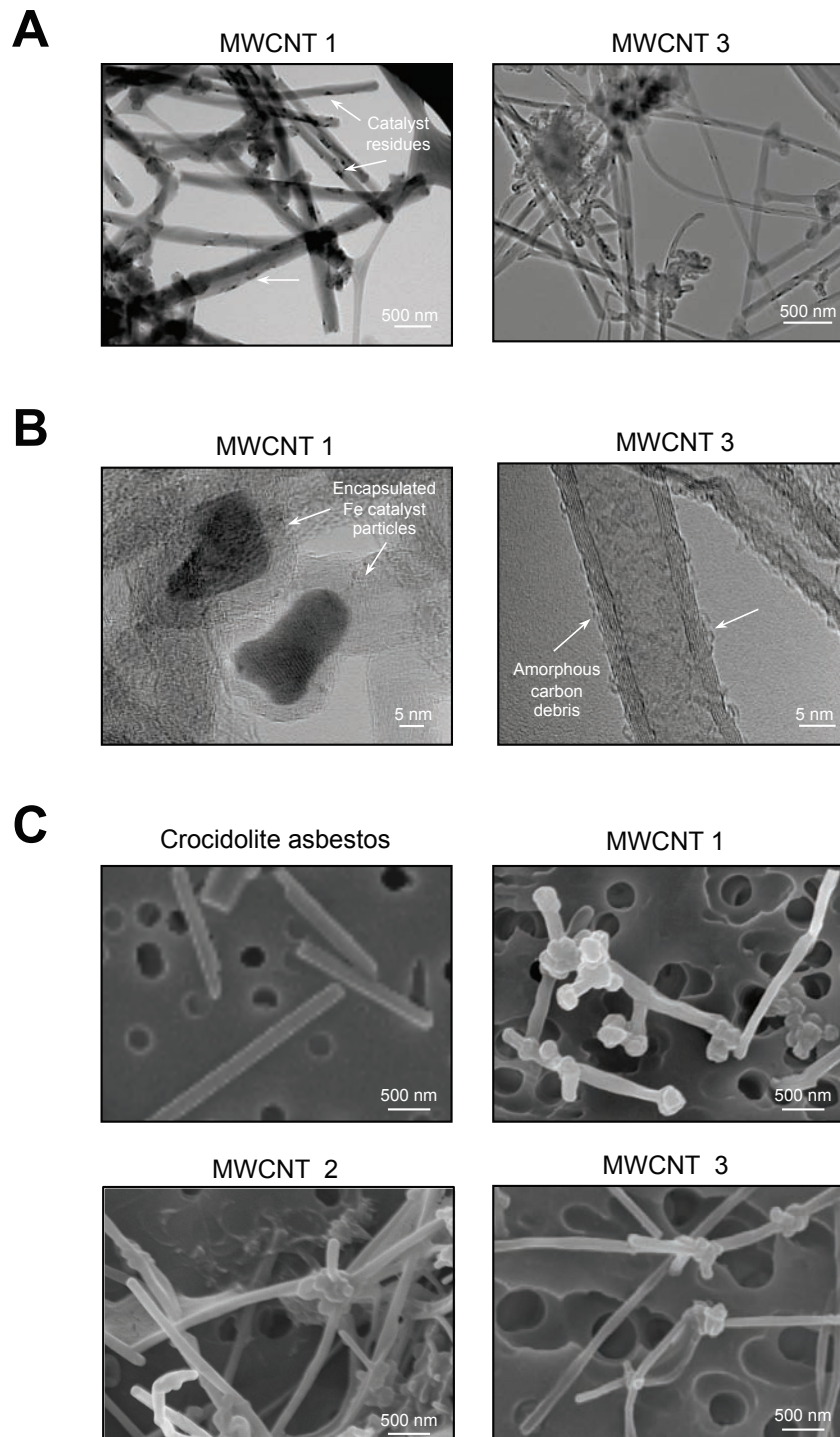 A
MWCNT 1
MWCNT 3
Catalyst
residues
500 nm
500 nm
B
MWCNT 1
MWCNT 3
Encapsulated
Fe catalyst
particles
5 nm
Amorphous
carbon
debris
5 nm
C
Crocidolite asbestos
MWCNT 1
500 nm
500 nm
MWCNT 2
MWCNT 3
500 nm
500 nm